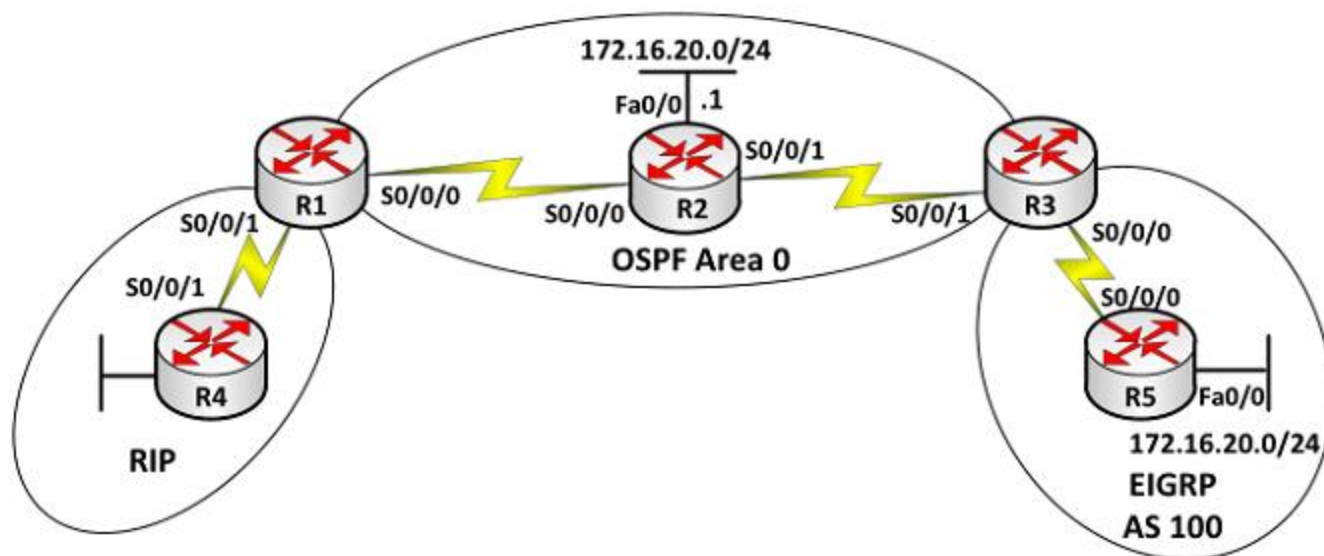 172.16.20.0/24
Fa0/0 .1
R1
S0/0/0
S0/0/0
R2
S0/0/1
S0/0/1
R3
S0/0/1
OSPF Area 0
S0/0/0
S0/0/1
S0/0/0
R4
R5
Fa0/0
RIP
172.16.20.0/24
EIGRP
AS 100